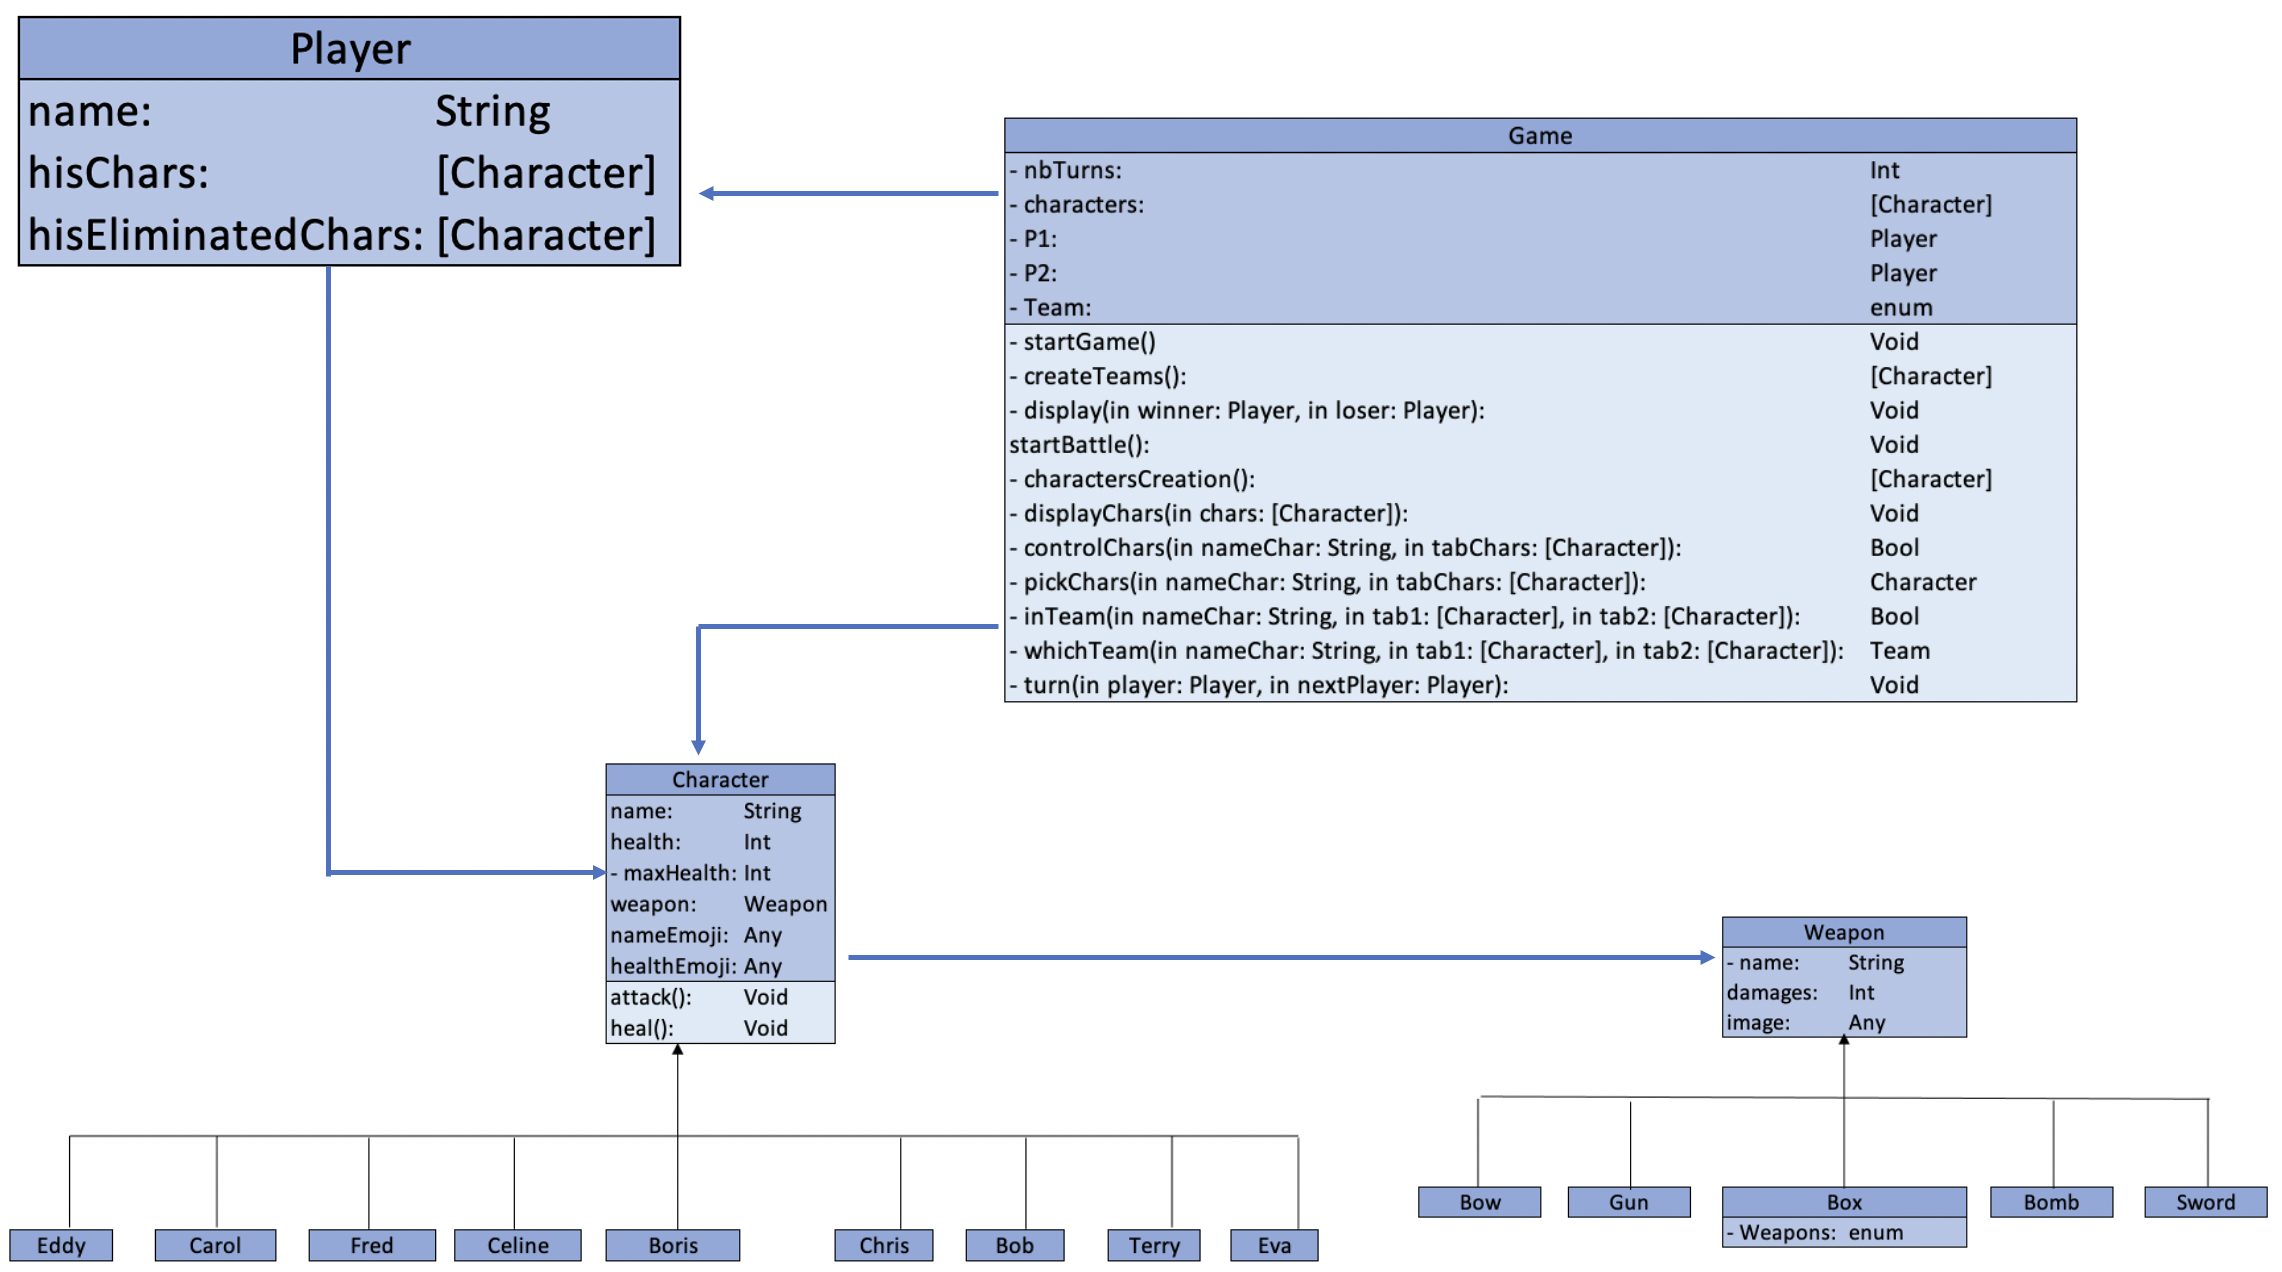 Player
name: String
hisChars: [Character]
hisEliminatedChars: [Character]
Game
- nbTurns: Int
- characters: [Character]
- P1: Player
- P2: Player
- Team: enum
- startGame() Void
- createTeams(): [Character]
- display(in winner: Player, in loser: Player): Void
startBattle(): Void
- charactersCreation(): [Character]
- displayChars(in chars: [Character]): Void
- controlChars(in nameChar: String, in tabChars: [Character]): Bool
- pickChars(in nameChar: String, in tabChars: [Character]): Character
- inTeam(in nameChar: String, in tab1: [Character], in tab2: [Character]): Bool
- whichTeam(in nameChar: String, in tab1: [Character], in tab2: [Character]): Team
- turn(in player: Player, in nextPlayer: Player): Void
Character
name: String
health: Int
- maxHealth: Int
weapon: Weapon
nameEmoji: Any
healthEmoji: Any
attack(): Void
heal(): Void
Weapon
- name: String
damages: Int
image: Any
Bow
Gun
Box
- Weapons: enum
Bomb
Sword
Eddy
Carol
Fred
Celine
Boris
Chris
Bob
Terry
Eva